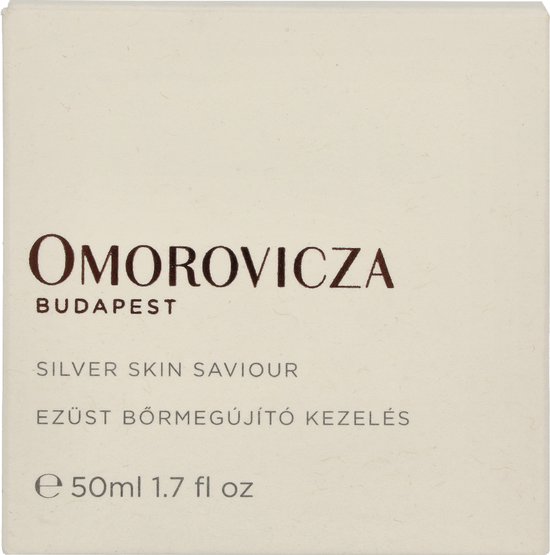 OMOROVICZA
BUDAPEST
SILVER SKIN SAVIOUR
EZÜST BŐRMEGÚJÍTÓ KEZELÉS
℮ 50ml 1.7 fl oz